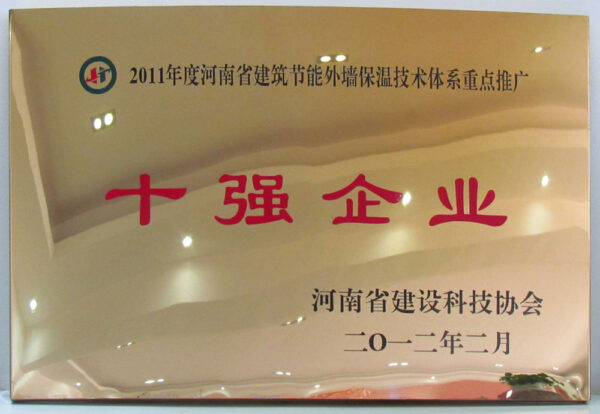 2011年度河南省建筑节能外墙保温技术体系重点推广
十强企业
河南省建设科技协会
二O一二年二月